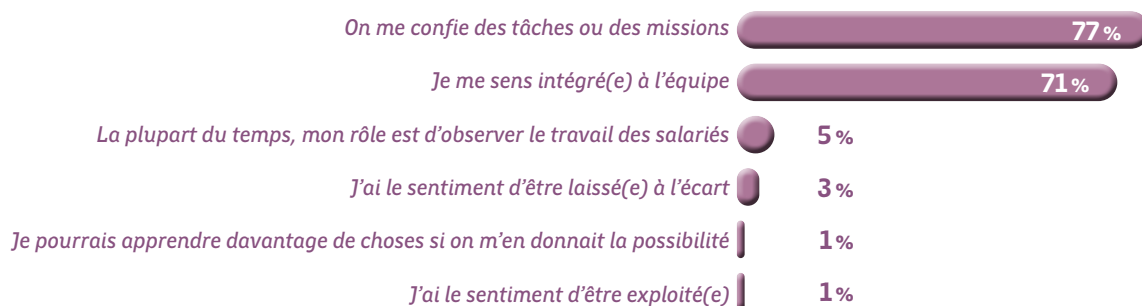 On me confie des tâches ou des missions 77 %
Je me sens intégré(e) à l'équipe 71 %
La plupart du temps, mon rôle est d'observer le travail des salariés 5 %
J'ai le sentiment d'être laissé(e) à l'écart 3 %
Je pourrais apprendre davantage de choses si on m'en donnait la possibilité 1 %
J'ai le sentiment d'être exploité(e) 1 %